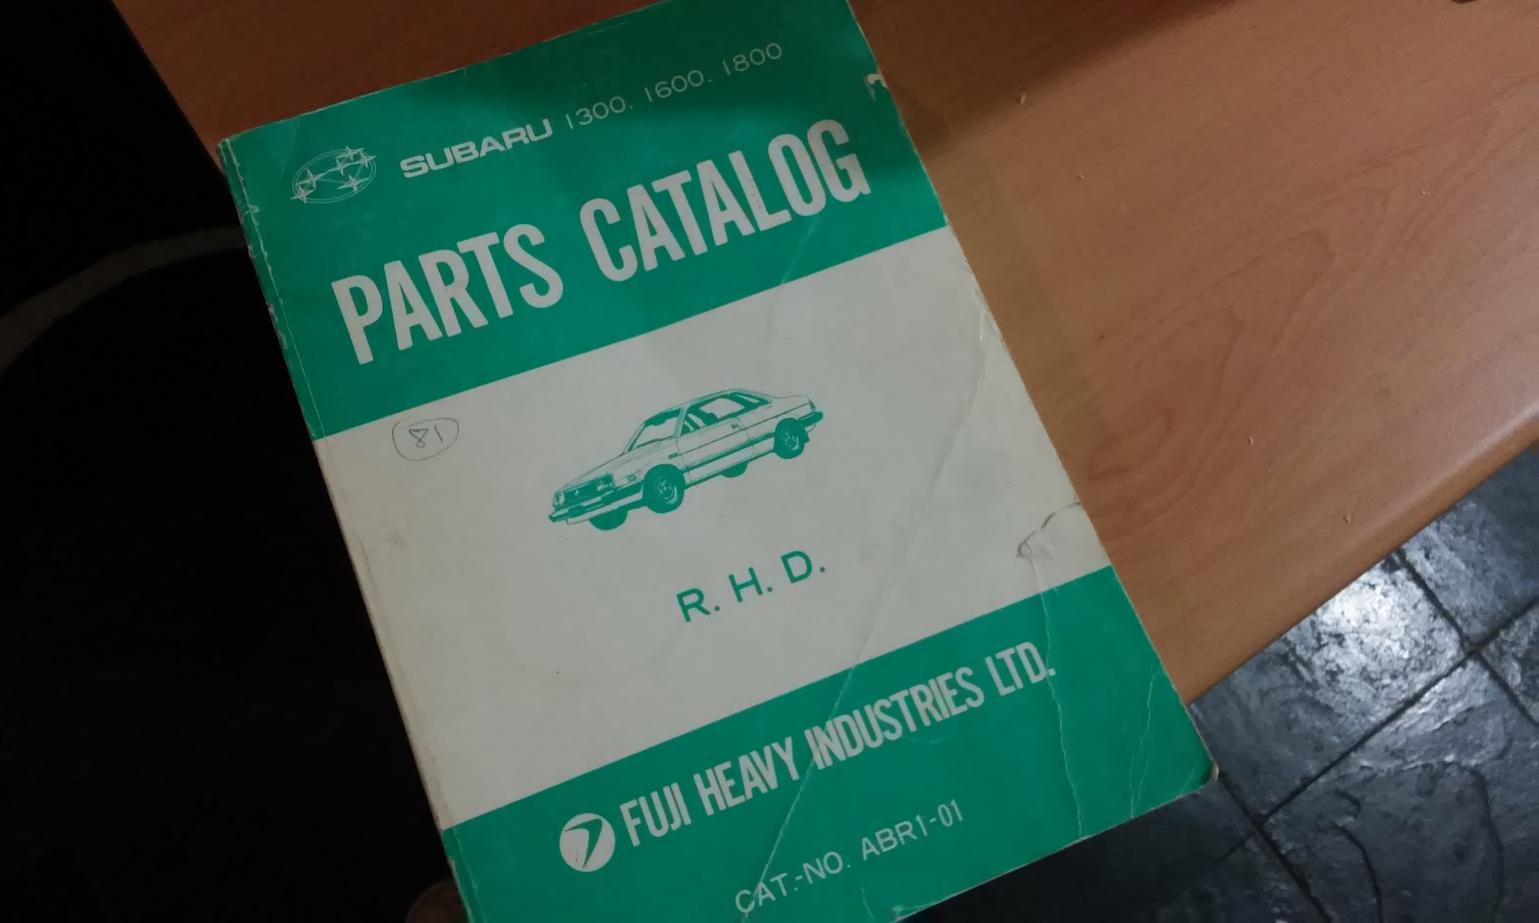 SUBARU 1300. 1600. 1800
PARTS CATALOG
81
R. H. D.
FUJI HEAVY INDUSTRIES LTD.
CAT.-NO. ABR1-01